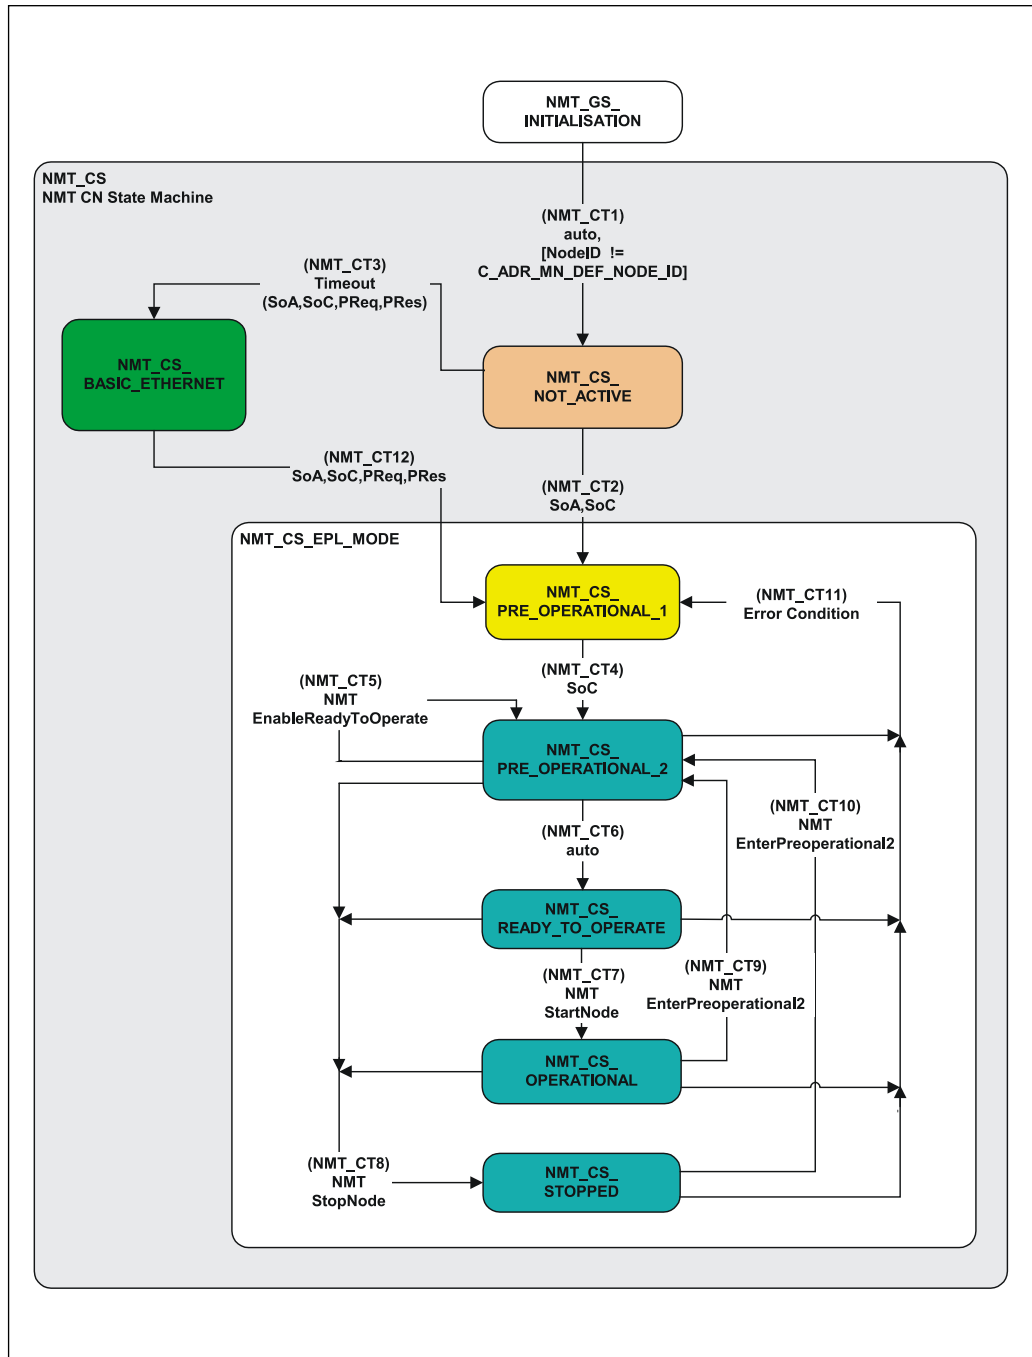 NMT_GS_
INITIALISATION
NMT_CS
NMT CN State Machine
(NMT_CT1)
auto,
[NodeID !=
C_ADR_MN_DEF_NODE_ID]
(NMT_CT3)
Timeout
(SoA,SoC,PReq,PRes)
NMT_CS_
BASIC_ETHERNET
NMT_CS_
NOT_ACTIVE
(NMT_CT12)
SoA,SoC,PReq,PRes
(NMT_CT2)
SoA,SoC
NMT_CS_EPL_MODE
NMT_CS_
PRE_OPERATIONAL_1
(NMT_CT11)
Error Condition
(NMT_CT4)
SoC
(NMT_CT5)
NMT
EnableReadyToOperate
NMT_CS_
PRE_OPERATIONAL_2
(NMT_CT10)
NMT
EnterPreoperational2
(NMT_CT6)
auto
NMT_CS_
READY_TO_OPERATE
(NMT_CT9)
NMT
EnterPreoperational2
(NMT_CT7)
NMT
StartNode
NMT_CS_
OPERATIONAL
(NMT_CT8)
NMT
StopNode
NMT_CS_
STOPPED